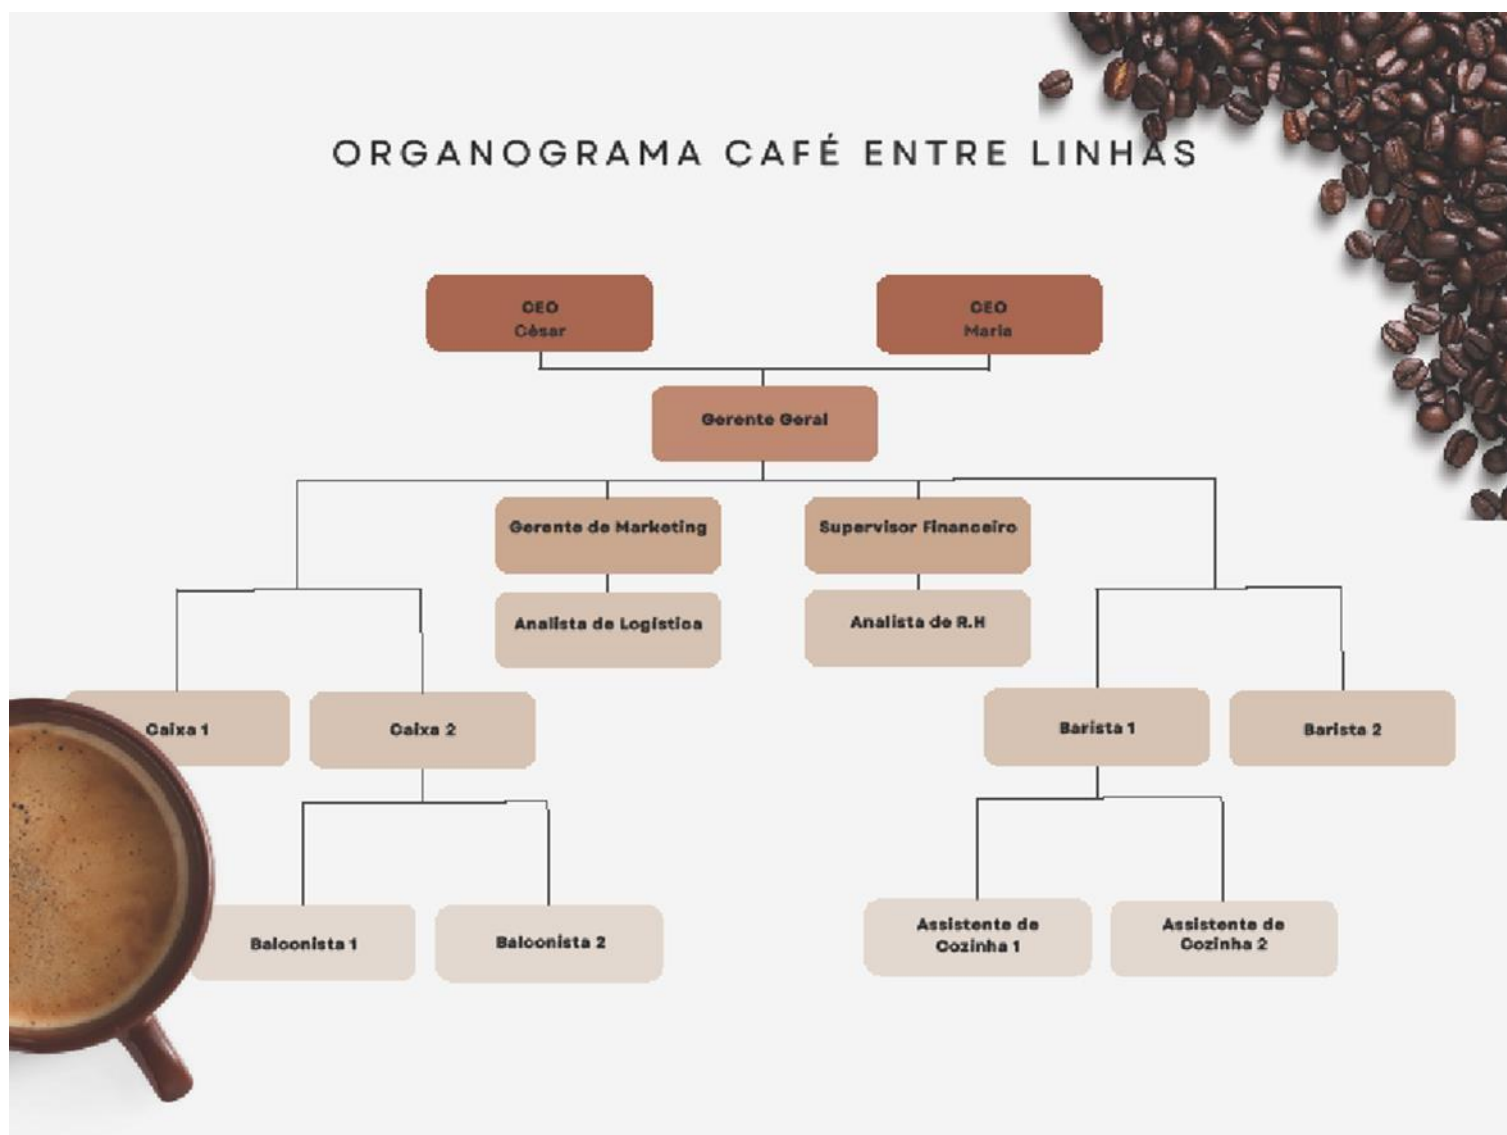 ORGANOGRAMA CAFÉ ENTRE LINHAS
CEO
Cèsar
CEO
Maria
Gerente Geral
Gerente de Marketing
Supervisor Financeiro
Analista de Logística
Analista de R.H
Caixa 1
Caixa 2
Barista 1
Barista 2
Balconista 1
Balconista 2
Assistente de
Cozinha 1
Assistente de
Cozinha 2